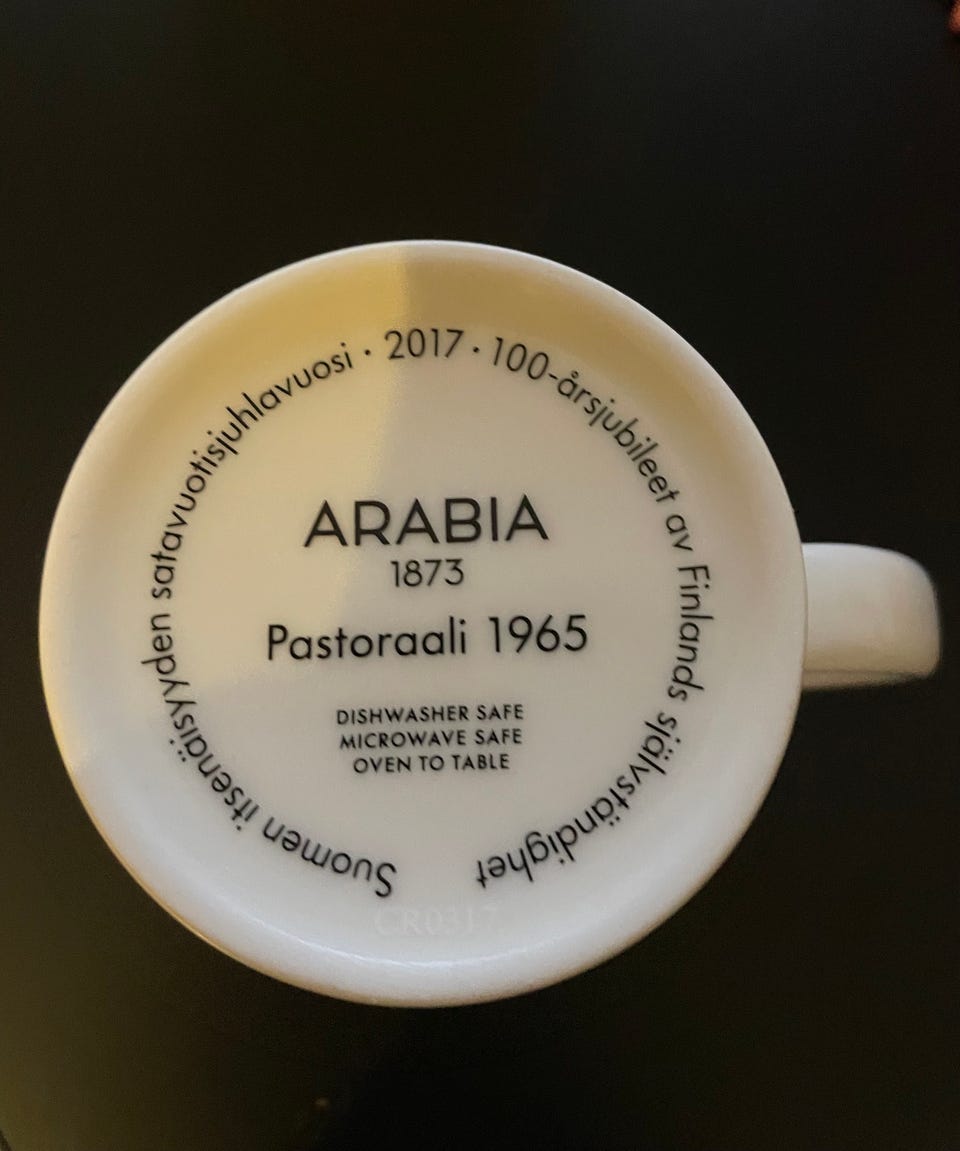 Suomen itsenäisyyden satavuotisjuhlavuosi · 2017 · 100-årsjubileet av Finlands självständighet
ARABIA
1873
Pastoraali 1965
DISHWASHER SAFE
MICROWAVE SAFE
OVEN TO TABLE
CR0317